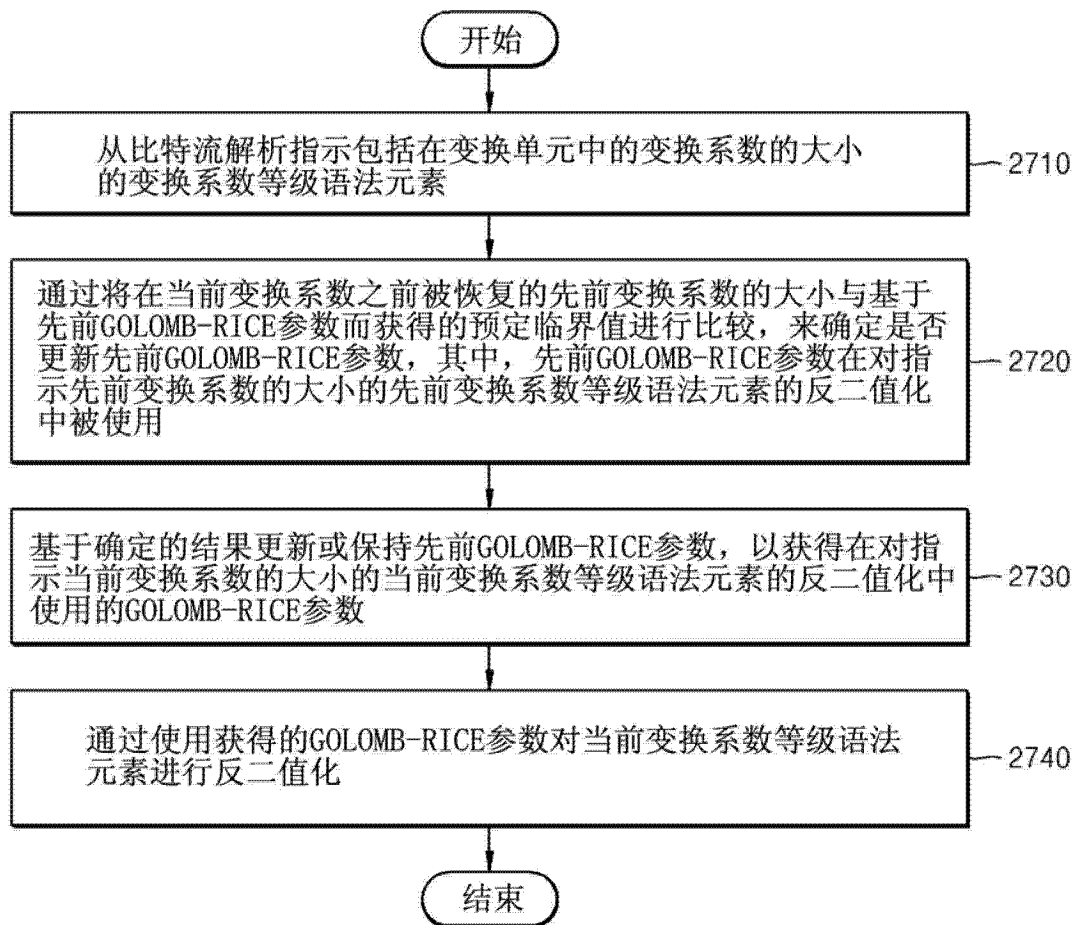 开始
从比特流解析指示包括在变换单元中的变换系数的大小
的变换系数等级语法元素
2710
通过将在当前变换系数之前被恢复的先前变换系数的大小与基于
先前GOLOMB-RICE参数而获得的预定临界值进行比较，来确定是否
更新先前GOLOMB-RICE参数，其中，先前GOLOMB-RICE参数在对指
示先前变换系数的大小的先前变换系数等级语法元素的反二值化
中被使用
2720
基于确定的结果更新或保持先前GOLOMB-RICE参数，以获得在对指
示当前变换系数的大小的当前变换系数等级语法元素的反二值化中
使用的GOLOMB-RICE参数
2730
通过使用获得的GOLOMB-RICE参数对当前变换系数等级语法
元素进行反二值化
2740
结束